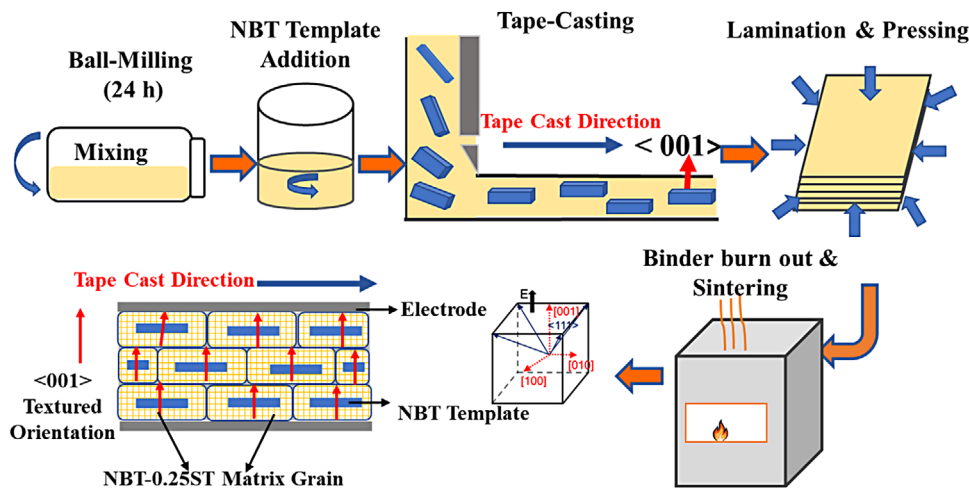 Ball-Milling
(24 h)
Mixing
NBT Template
Addition
Tape-Casting
Tape Cast Direction
< 001>
Lamination & Pressing
Binder burn out &
Sintering
E
[001]
<111>
[010]
[100]
Tape Cast Direction
Electrode
<001>
Textured
Orientation
NBT Template
NBT-0.25ST Matrix Grain